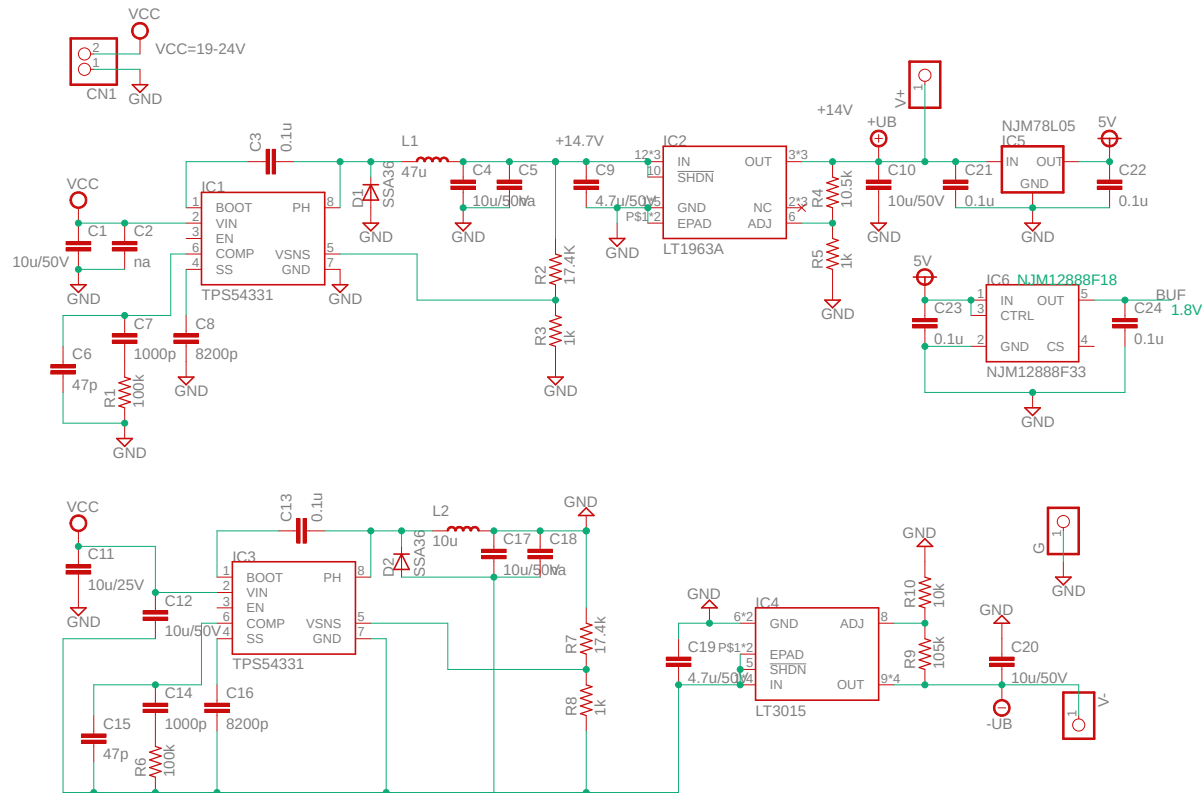 VCC
2
1
VCC=19-24V
CN1
GND
V+
1
+14V
C3
0.1u
L1
47u
+14.7V
IC2
12*3
IN
OUT
3*3
10
SHDN
GND
NC
2*3
P$1*2
EPAD
ADJ
6
LT1963A
+UB
NJM78L05
IC5
IN
OUT
GND
5V
VCC
IC1
1
BOOT
PH
8
2
VIN
3
EN
6
COMP
VSNS
5
4
SS
GND
7
TPS54331
D1
SSA36
C4
10u/50V
C5
na
C9
4.7u/50V
R4
10.5k
C10
10u/50V
C21
0.1u
C22
0.1u
C1
10u/50V
C2
na
GND
GND
GND
GND
GND
GND
GND
R2
17.4K
R5
1k
GND
R3
1k
GND
5V
IC6
NJM12888F18
1
IN
OUT
5
3
CTRL
2
GND
CS
4
NJM12888F33
BUF
1.8V
C23
0.1u
C24
0.1u
GND
C6
47p
C7
1000p
C8
8200p
R1
100k
GND
GND
VCC
C13
0.1u
L2
10u
GND
C11
10u/25V
GND
C12
10u/50V
IC3
1
BOOT
PH
8
2
VIN
3
EN
6
COMP
VSNS
5
4
SS
GND
7
TPS54331
D2
SSA36
C17
10u/50V
C18
na
R7
17.4k
R8
1k
C15
47p
C14
1000p
C16
8200p
R6
100k
GND
C19
4.7u/50V
IC4
6*2
GND
ADJ
8
P$1*2
EPAD
5
SHDN
IN
OUT
9*4
LT3015
GND
R10
10k
R9
105k
GND
C20
10u/50V
-UB
G
1
GND
V-
1